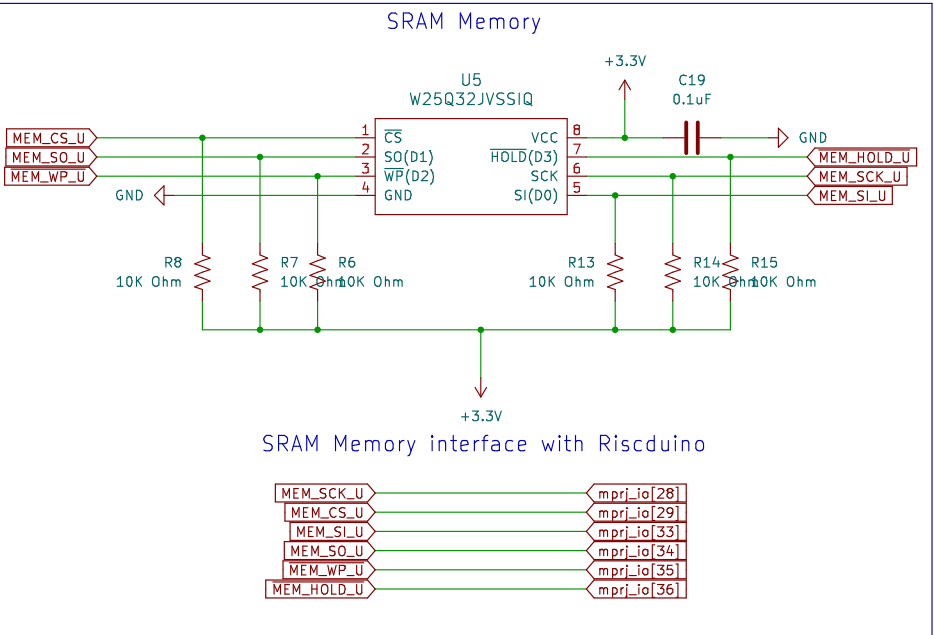 SRAM Memory
+3.3V
U5
W25Q32JVSSIQ
C19
0.1uF
MEM_CS_U
MEM_SO_U
MEM_WP_U
GND
1
2
3
4
CS
SO(D1)
WP(D2)
GND
VCC
HOLD(D3)
SCK
SI(D0)
8
7
6
5
GND
MEM_HOLD_U
MEM_SCK_U
MEM_SI_U
R8
10K Ohm
R7
10K Ohm
R6
10K Ohm
R13
10K Ohm
R14
10K Ohm
R15
10K Ohm
+3.3V
SRAM Memory interface with Riscduino
MEM_SCK_U mprj_io[28]
MEM_CS_U mprj_io[29]
MEM_SI_U mprj_io[33]
MEM_SO_U mprj_io[34]
MEM_WP_U mprj_io[35]
MEM_HOLD_U mprj_io[36]